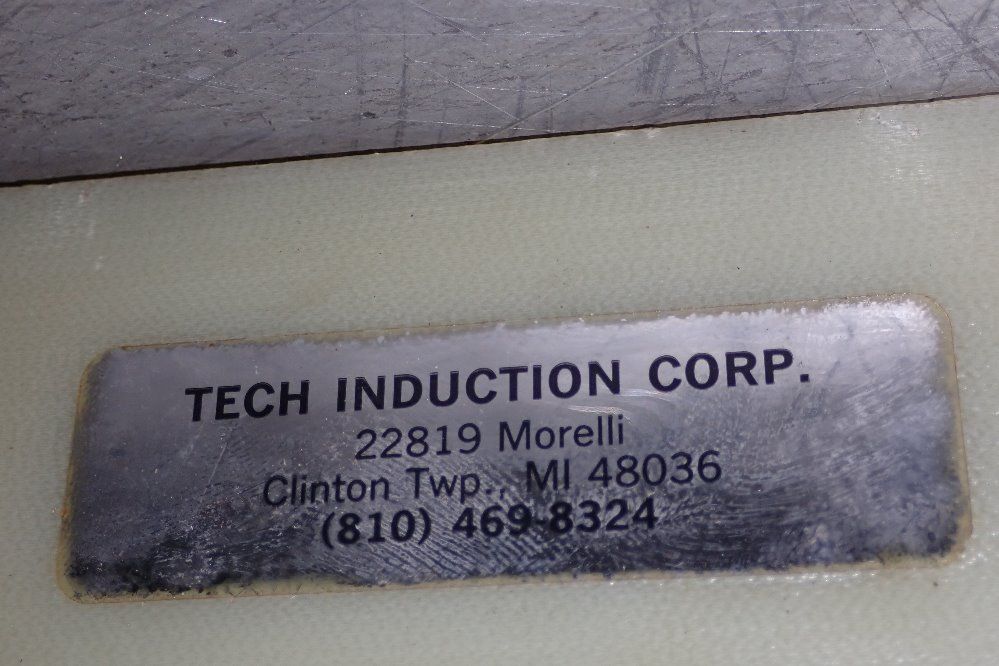 TECH INDUCTION CORP.
22819 Morelli
Clinton Twp., MI 48036
(810) 469-8324